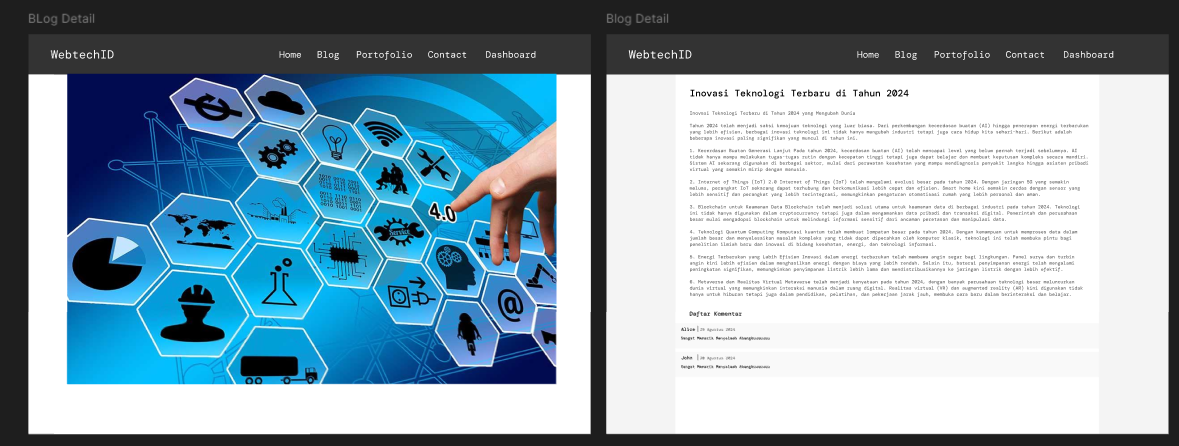 BLog Detail
WebtechID
Home Blog Portofolio Contact Dashboard
4.0
Service
@
Blog Detail
WebtechID
Home Blog Portofolio Contact Dashboard
Inovasi Teknologi Terbaru di Tahun 2024
Inovasi Teknologi Terbaru di Tahun 2024 yang Mengubah Dunia
Tahun 2024 telah menjadi saksi kemajuan teknologi yang luar biasa. Dari perkembangan kecerdasan buatan (AI) hingga penerapan energi terbarukan
yang lebih efisien, berbagai inovasi teknologi ini tidak hanya mengubah industri tetapi juga cara hidup kita sehari-hari. Berikut adalah
beberapa inovasi paling signifikan yang muncul di tahun ini.
1. Kecerdasan Buatan Generasi Lanjut Pada tahun 2024, kecerdasan buatan (AI) telah mencapai level yang belum pernah terjadi sebelumnya. AI
tidak hanya mampu melakukan tugas-tugas rutin dengan kecepatan tinggi tetapi juga dapat belajar dan membuat keputusan kompleks secara mandiri.
Sistem AI sekarang digunakan di berbagai sektor, mulai dari perawatan kesehatan yang mampu mendiagnosis penyakit langka hingga asisten pribadi
virtual yang semakin mirip dengan manusia.
2. Internet of Things (IoT) 2.0 Internet of Things (IoT) telah mengalami evolusi besar pada tahun 2024. Dengan jaringan 5G yang semakin
meluas, perangkat IoT sekarang dapat terhubung dan berkomunikasi lebih cepat dan efisien. Smart home kini semakin cerdas dengan sensor yang
lebih sensitif dan perangkat yang lebih terintegrasi, memungkinkan pengaturan otomatisasi rumah yang lebih personal dan aman.
3. Blockchain untuk Keamanan Data Blockchain telah menjadi solusi utama untuk keamanan data di berbagai industri pada tahun 2024. Teknologi
ini tidak hanya digunakan dalam cryptocurrency tetapi juga dalam mengamankan data pribadi dan transaksi digital. Pemerintah dan perusahaan
besar mulai mengadopsi blockchain untuk melindungi informasi sensitif dari ancaman peretasan dan manipulasi data.
4. Teknologi Quantum Computing Komputasi kuantum telah membuat lompatan besar pada tahun 2024. Dengan kemampuan untuk memproses data dalam
jumlah besar dan menyelesaikan masalah kompleks yang tidak dapat dipecahkan oleh komputer klasik, teknologi ini telah membuka pintu bagi
penelitian ilmiah baru dan inovasi di bidang kesehatan, energi, dan teknologi informasi.
5. Energi Terbarukan yang Lebih Efisien Inovasi dalam energi terbarukan telah membawa angin segar bagi lingkungan. Panel surya dan turbin
angin kini lebih efisien dalam menghasilkan energi dengan biaya yang lebih rendah. Selain itu, baterai penyimpanan energi telah mengalami
peningkatan signifikan, memungkinkan penyimpanan listrik lebih lama dan mendistribusikannya ke jaringan listrik dengan lebih efektif.
6. Metaverse dan Realitas Virtual Metaverse telah menjadi kenyataan pada tahun 2024, dengan banyak perusahaan teknologi besar meluncurkan
dunia virtual yang memungkinkan interaksi manusia dalam ruang digital. Realitas virtual (VR) dan augmented reality (AR) kini digunakan tidak
hanya untuk hiburan tetapi juga dalam pendidikan, pelatihan, dan pekerjaan jarak jauh, membuka cara baru dalam berinteraksi dan belajar.
Daftar Komentar
Alice | 29 Agustus 2024
Sangat Menarik Menyalaah
John | 30 Agustus 2024
Sangat Menarik Menyalaah